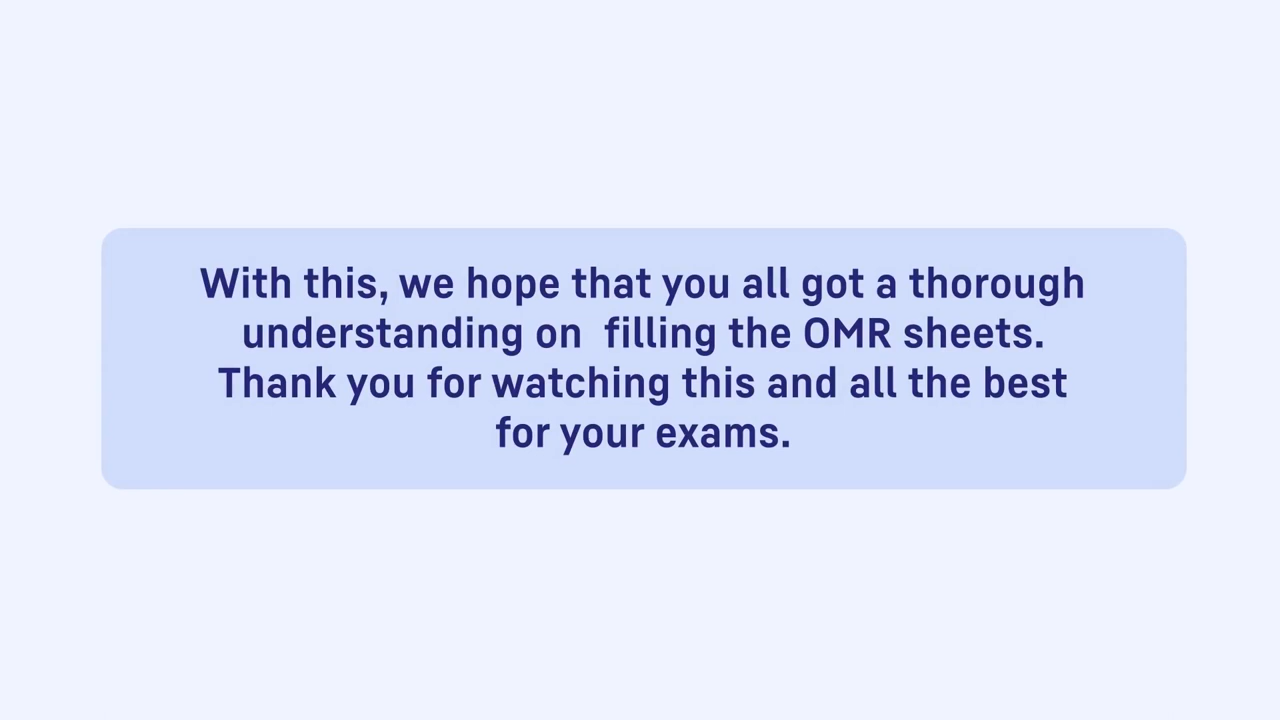 With this, we hope that you all got a thorough
understanding on  filling the OMR sheets.
Thank you for watching this and all the best
for your exams.